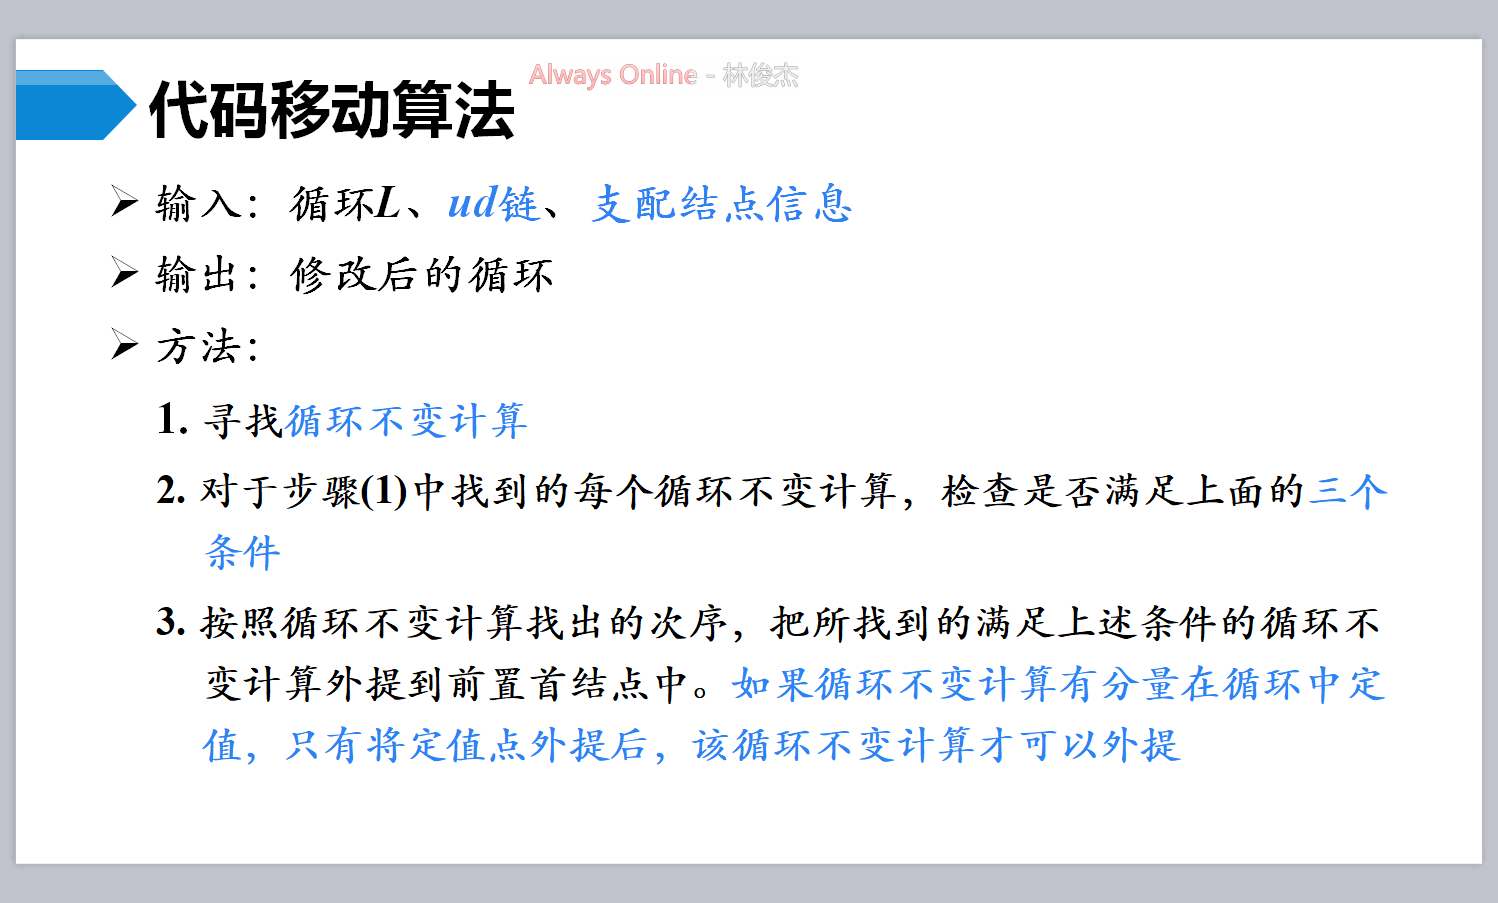 Always Online - 林俊杰
代码移动算法
➢ 输入：循环L、ud链、支配结点信息
➢ 输出：修改后的循环
➢ 方法：
1. 寻找循环不变计算
2. 对于步骤(1)中找到的每个循环不变计算，检查是否满足上面的三个
条件
3. 按照循环不变计算找出的次序，把所找到的满足上述条件的循环不
变计算外提到前置首结点中。如果循环不变计算有分量在循环中定
值，只有将定值点外提后，该循环不变计算才可以外提